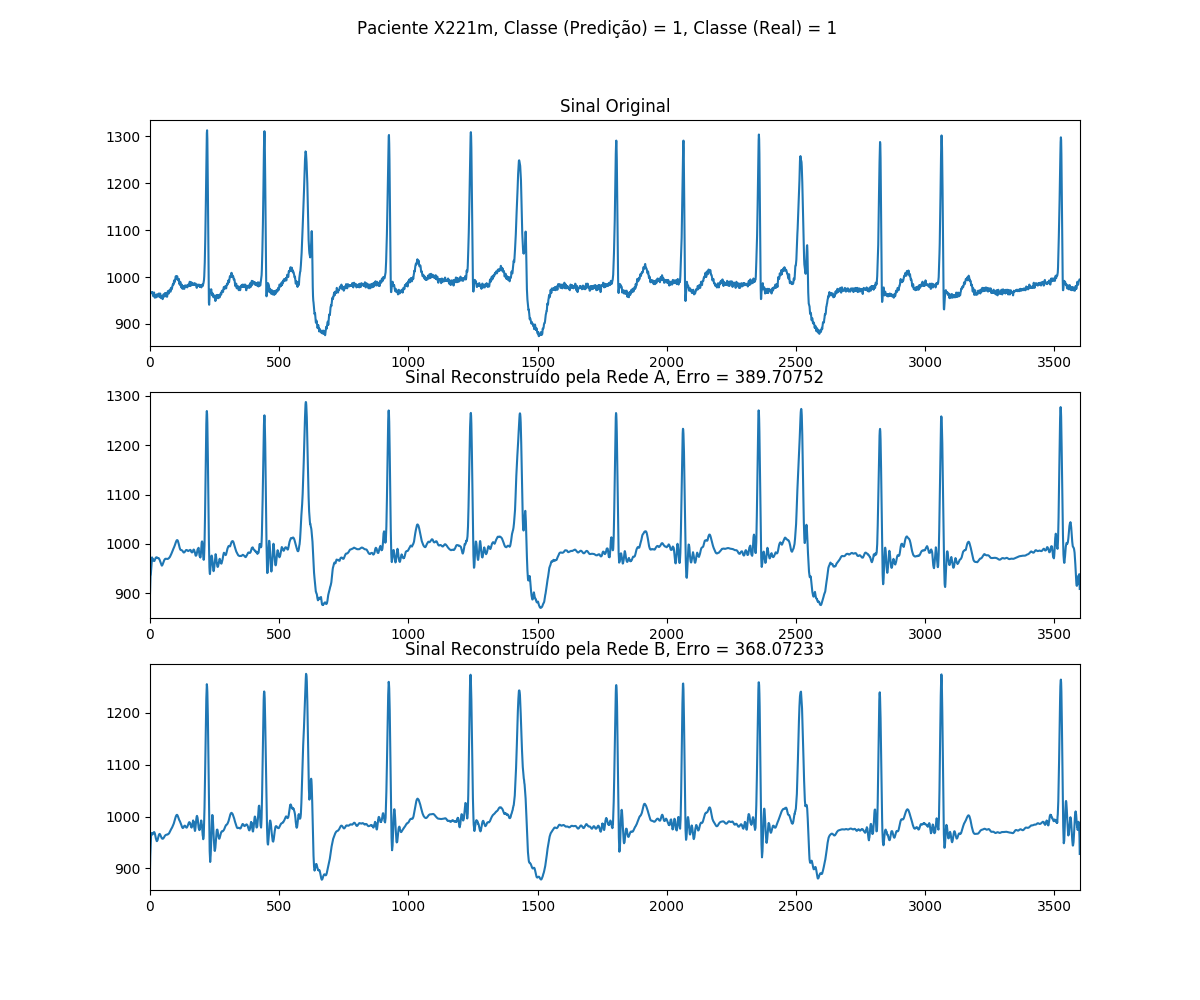 Paciente X221m, Classe (Predição) = 1, Classe (Real) = 1
Sinal Original
1300
1200
1100
1000
900
0 500 1000 1500 2000 2500 3000 3500
Sinal Reconstruído pela Rede A, Erro = 389.70752
1300
1200
1100
1000
900
0 500 1000 1500 2000 2500 3000 3500
Sinal Reconstruído pela Rede B, Erro = 368.07233
1200
1100
1000
900
0 500 1000 1500 2000 2500 3000 3500